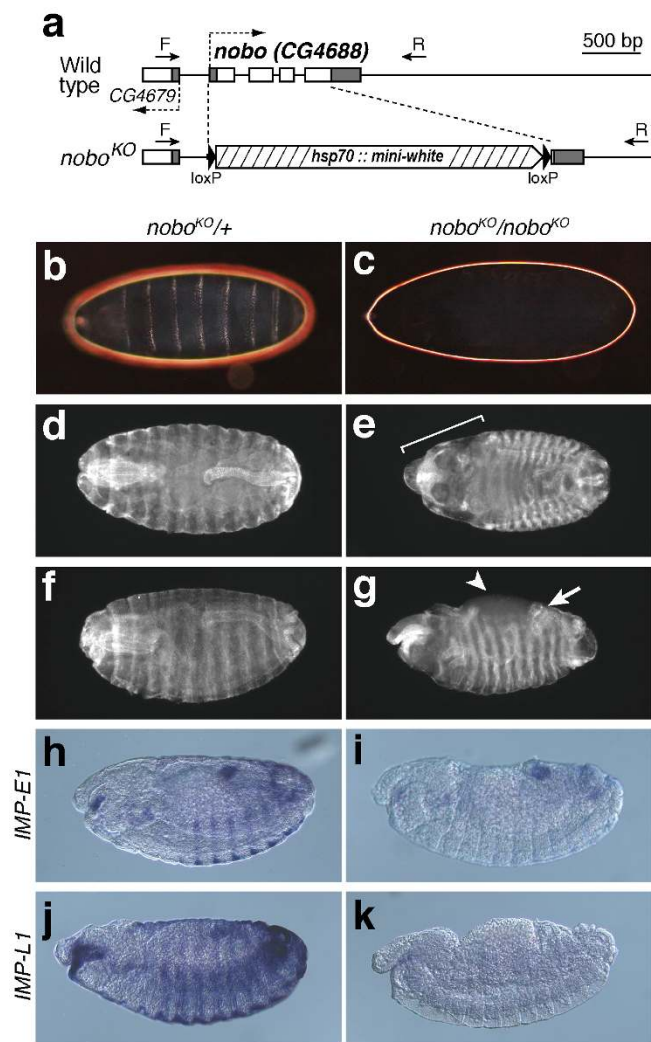 a
F nobo (CG4688) R 500 bp
Wild type
CG4679
F R
nobo^KO hsp70 :: mini-white
loxP loxP
nobo^KO/+ nobo^KO/nobo^KO
b c
d e
f g
IMP-E1 h i
IMP-L1 j k